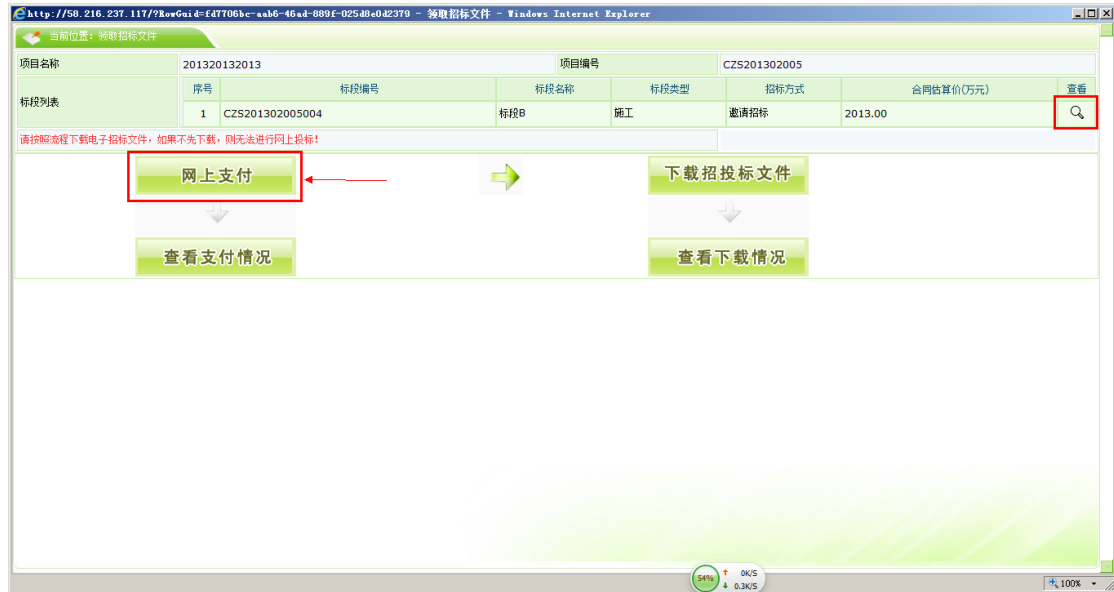 http://58.216.237.117/?RowGuid=fd7706bc-aab6-46ad-889f-025d8e0d2379 - 领取招标文件 - Windows Internet Explorer
当前位置：领取招标文件
项目名称 201320132013 项目编号 CZS201302005
标段列表
序号 标段编号 标段名称 标段类型 招标方式 合同估算价(万元) 查看
1 CZS201302005004 标段B 施工 邀请招标 2013.00
请按照流程下载电子招标文件，如果不先下载，则无法进行网上投标！
网上支付 下载招投标文件
查看支付情况 查看下载情况
54% ↑ 0K/S
↓ 0.3K/S
100%